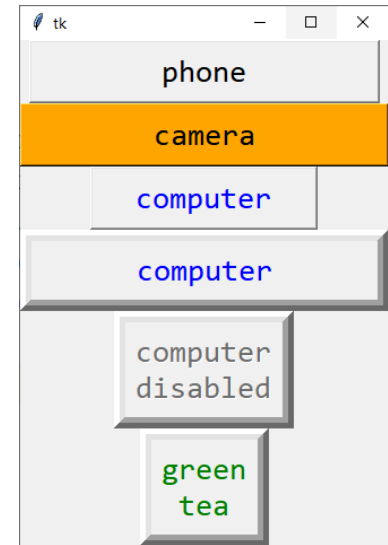 tk
phone
camera
computer
computer
computer
disabled
green
tea